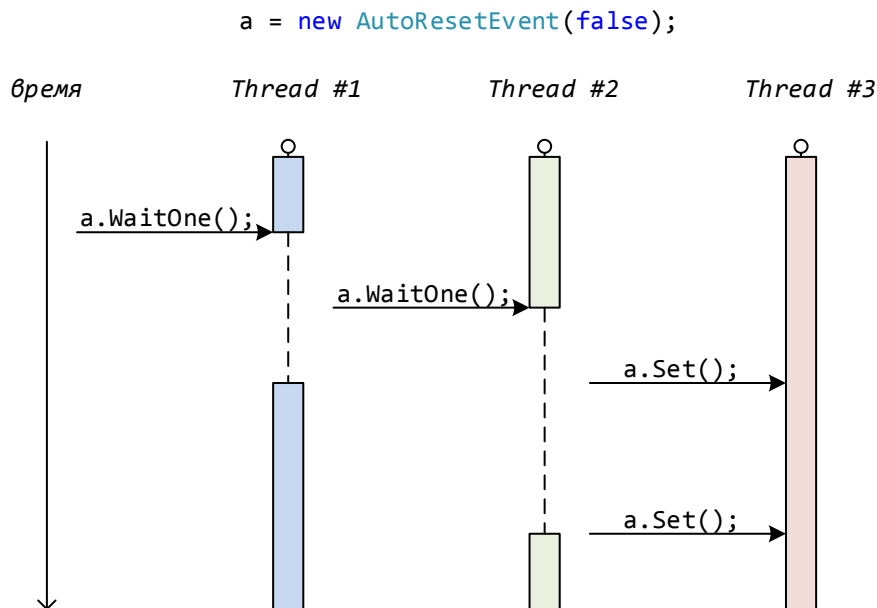 a = new AutoResetEvent(false);
время Thread #1 Thread #2 Thread #3
a.WaitOne();
a.WaitOne();
a.Set();
a.Set();